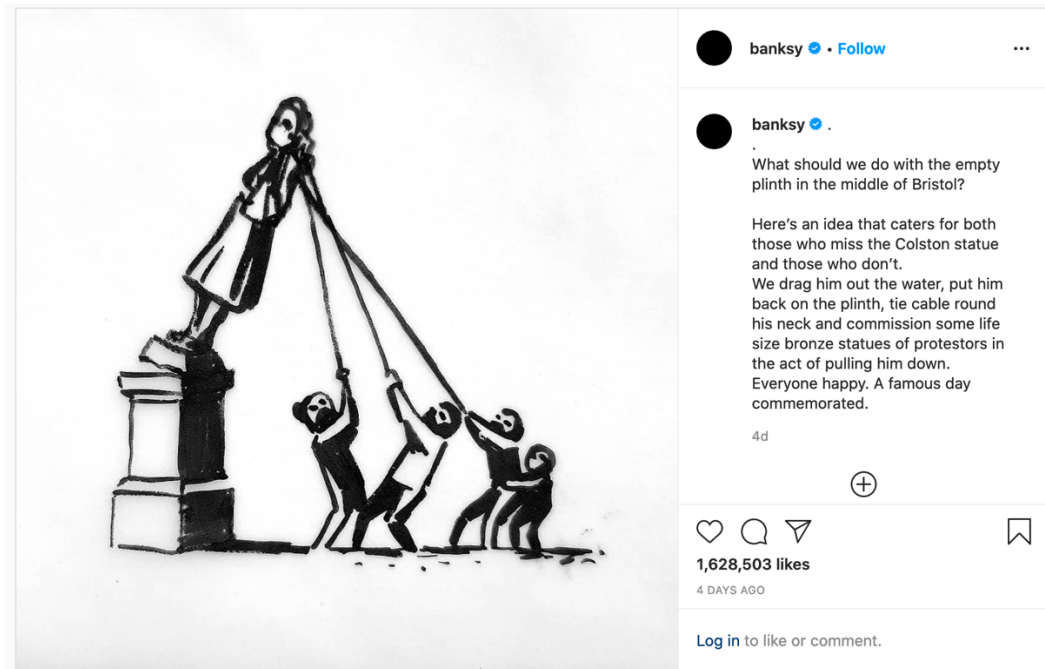 banksy • Follow
banksy .
.
What should we do with the empty
plinth in the middle of Bristol?
Here's an idea that caters for both
those who miss the Colston statue
and those who don't.
We drag him out the water, put him
back on the plinth, tie cable round
his neck and commission some life
size bronze statues of protestors in
the act of pulling him down.
Everyone happy. A famous day
commemorated.
4d
1,628,503 likes
4 DAYS AGO
Log in to like or comment.